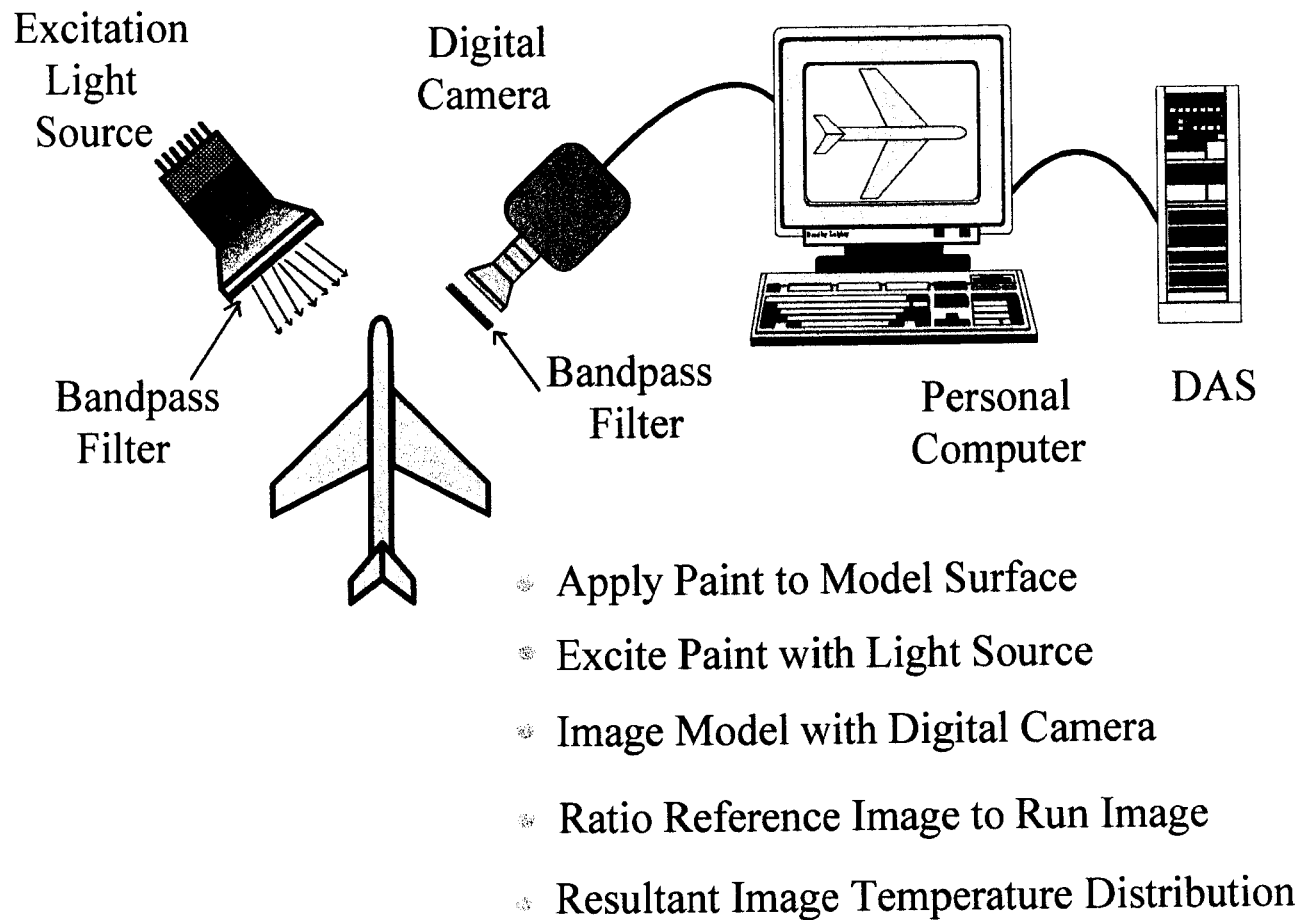 Excitation
Light
Source
Digital
Camera
Bandpass
Filter
Bandpass
Filter
Personal
Computer
DAS
Apply Paint to Model Surface
Excite Paint with Light Source
Image Model with Digital Camera
Ratio Reference Image to Run Image
Resultant Image Temperature Distribution